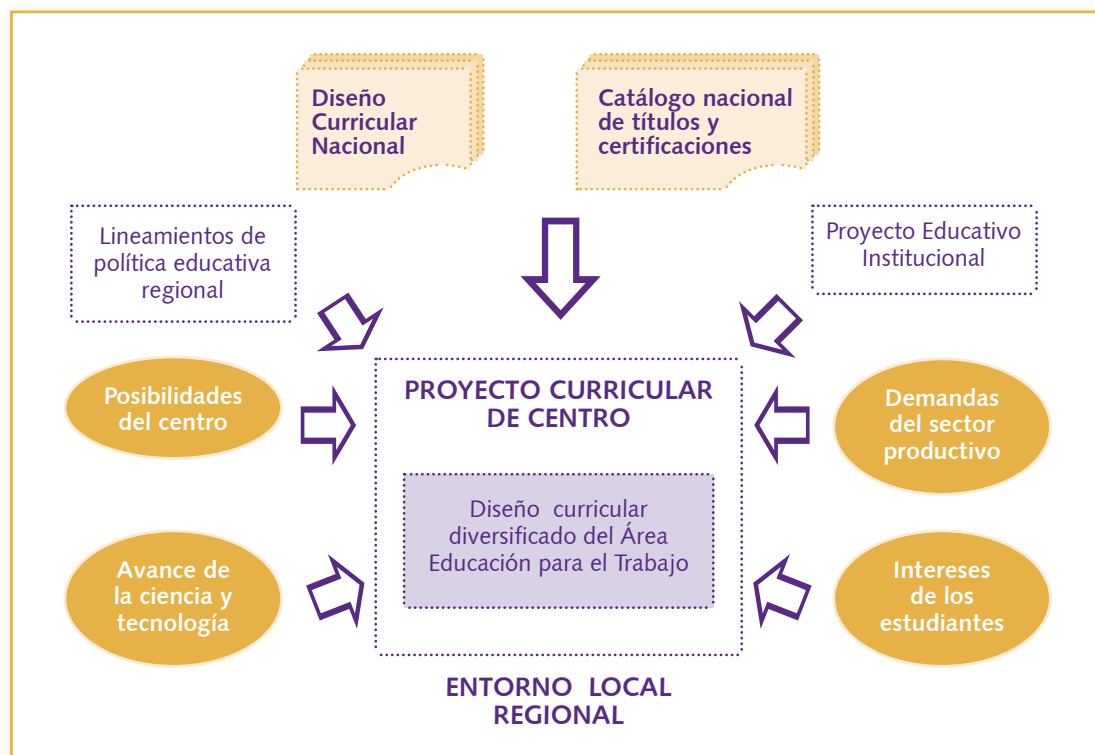 Diseño
Curricular
Nacional
Catálogo nacional
de títulos y
certificaciones
Lineamientos de
política educativa
regional
Proyecto Educativo
Institucional
Posibilidades
del centro
PROYECTO CURRICULAR
DE CENTRO
Demandas
del sector
productivo
Diseño curricular
diversificado del Área
Educación para el Trabajo
Avance de
la ciencia y
tecnología
Intereses
de los
estudiantes
ENTORNO LOCAL
REGIONAL